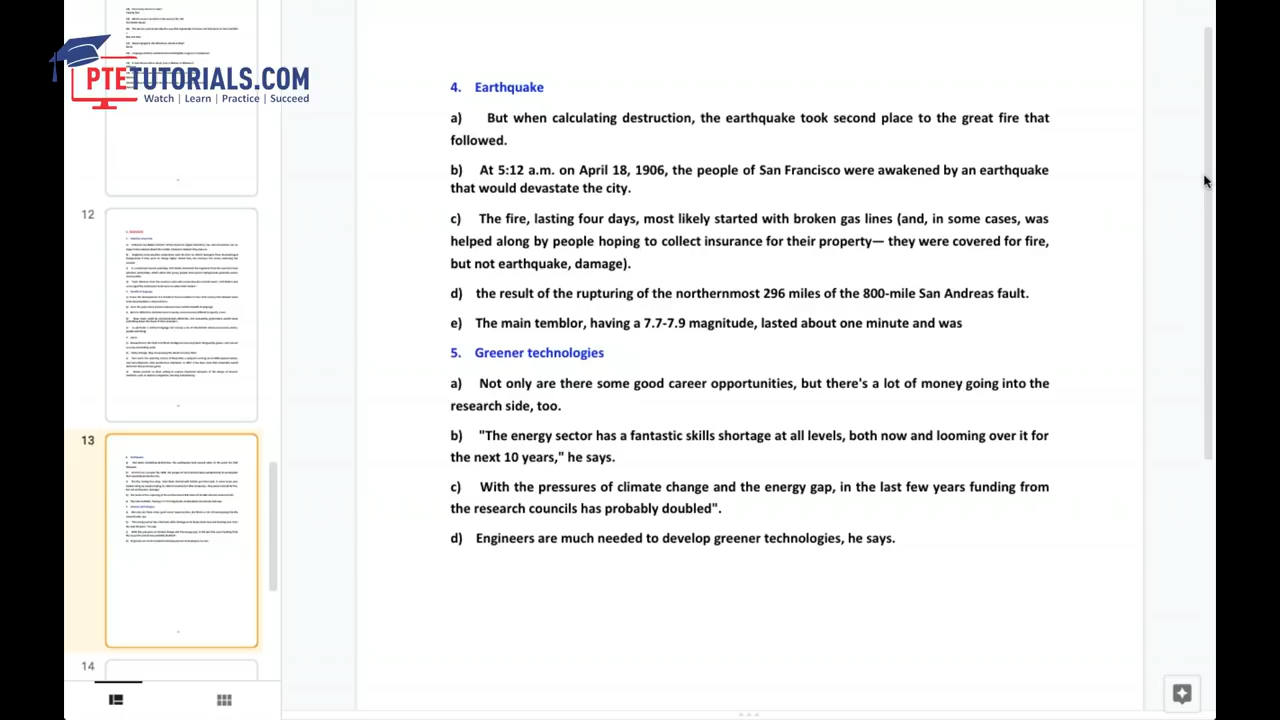 PTETUTORIALS.COM
Watch | Learn | Practice | Succeed
12
13
14
4. Earthquake
a) But when calculating destruction, the earthquake took second place to the great fire that
followed.
b) At 5:12 a.m. on April 18, 1906, the people of San Francisco were awakened by an earthquake
that would devastate the city.
c) The fire, lasting four days, most likely started with broken gas lines (and, in some cases, was
helped along by people hoping to collect insurance for their property— they were covered for fire,
but not earthquake, damage).
d) the result of the rupturing of the northernmost 296 miles of the 800-mile San Andreas fault.
e) The main temblor, having a 7.7-7.9 magnitude, lasted about one minute and was
5. Greener technologies
a) Not only are there some good career opportunities, but there's a lot of money going into the
research side, too.
b) "The energy sector has a fantastic skills shortage at all levels, both now and looming over it for
the next 10 years," he says.
c) With the pressures of climate change and the energy gap, in the last few years funding from
the research councils has probably doubled".
d) Engineers are much needed to develop greener technologies, he says.